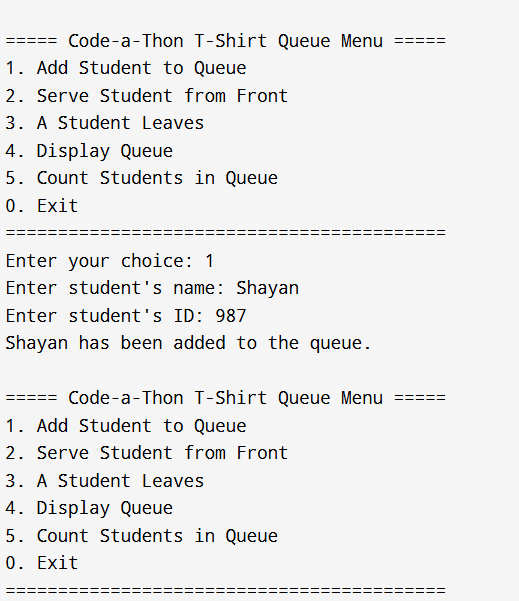 ===== Code-a-Thon T-Shirt Queue Menu =====
1. Add Student to Queue
2. Serve Student from Front
3. A Student Leaves
4. Display Queue
5. Count Students in Queue
0. Exit
==========================================
Enter your choice: 1
Enter student's name: Shayan
Enter student's ID: 987
Shayan has been added to the queue.
===== Code-a-Thon T-Shirt Queue Menu =====
1. Add Student to Queue
2. Serve Student from Front
3. A Student Leaves
4. Display Queue
5. Count Students in Queue
0. Exit
==========================================